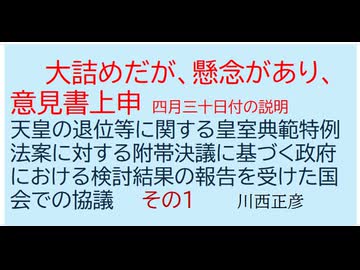 大詰めだが、懸念があり、
意見書上申 四月三十日付の説明
天皇の退位等に関する皇室典範特例
法案に対する附帯決議に基づく政府
における検討結果の報告を受けた国
会での協議 その1 川西正彦